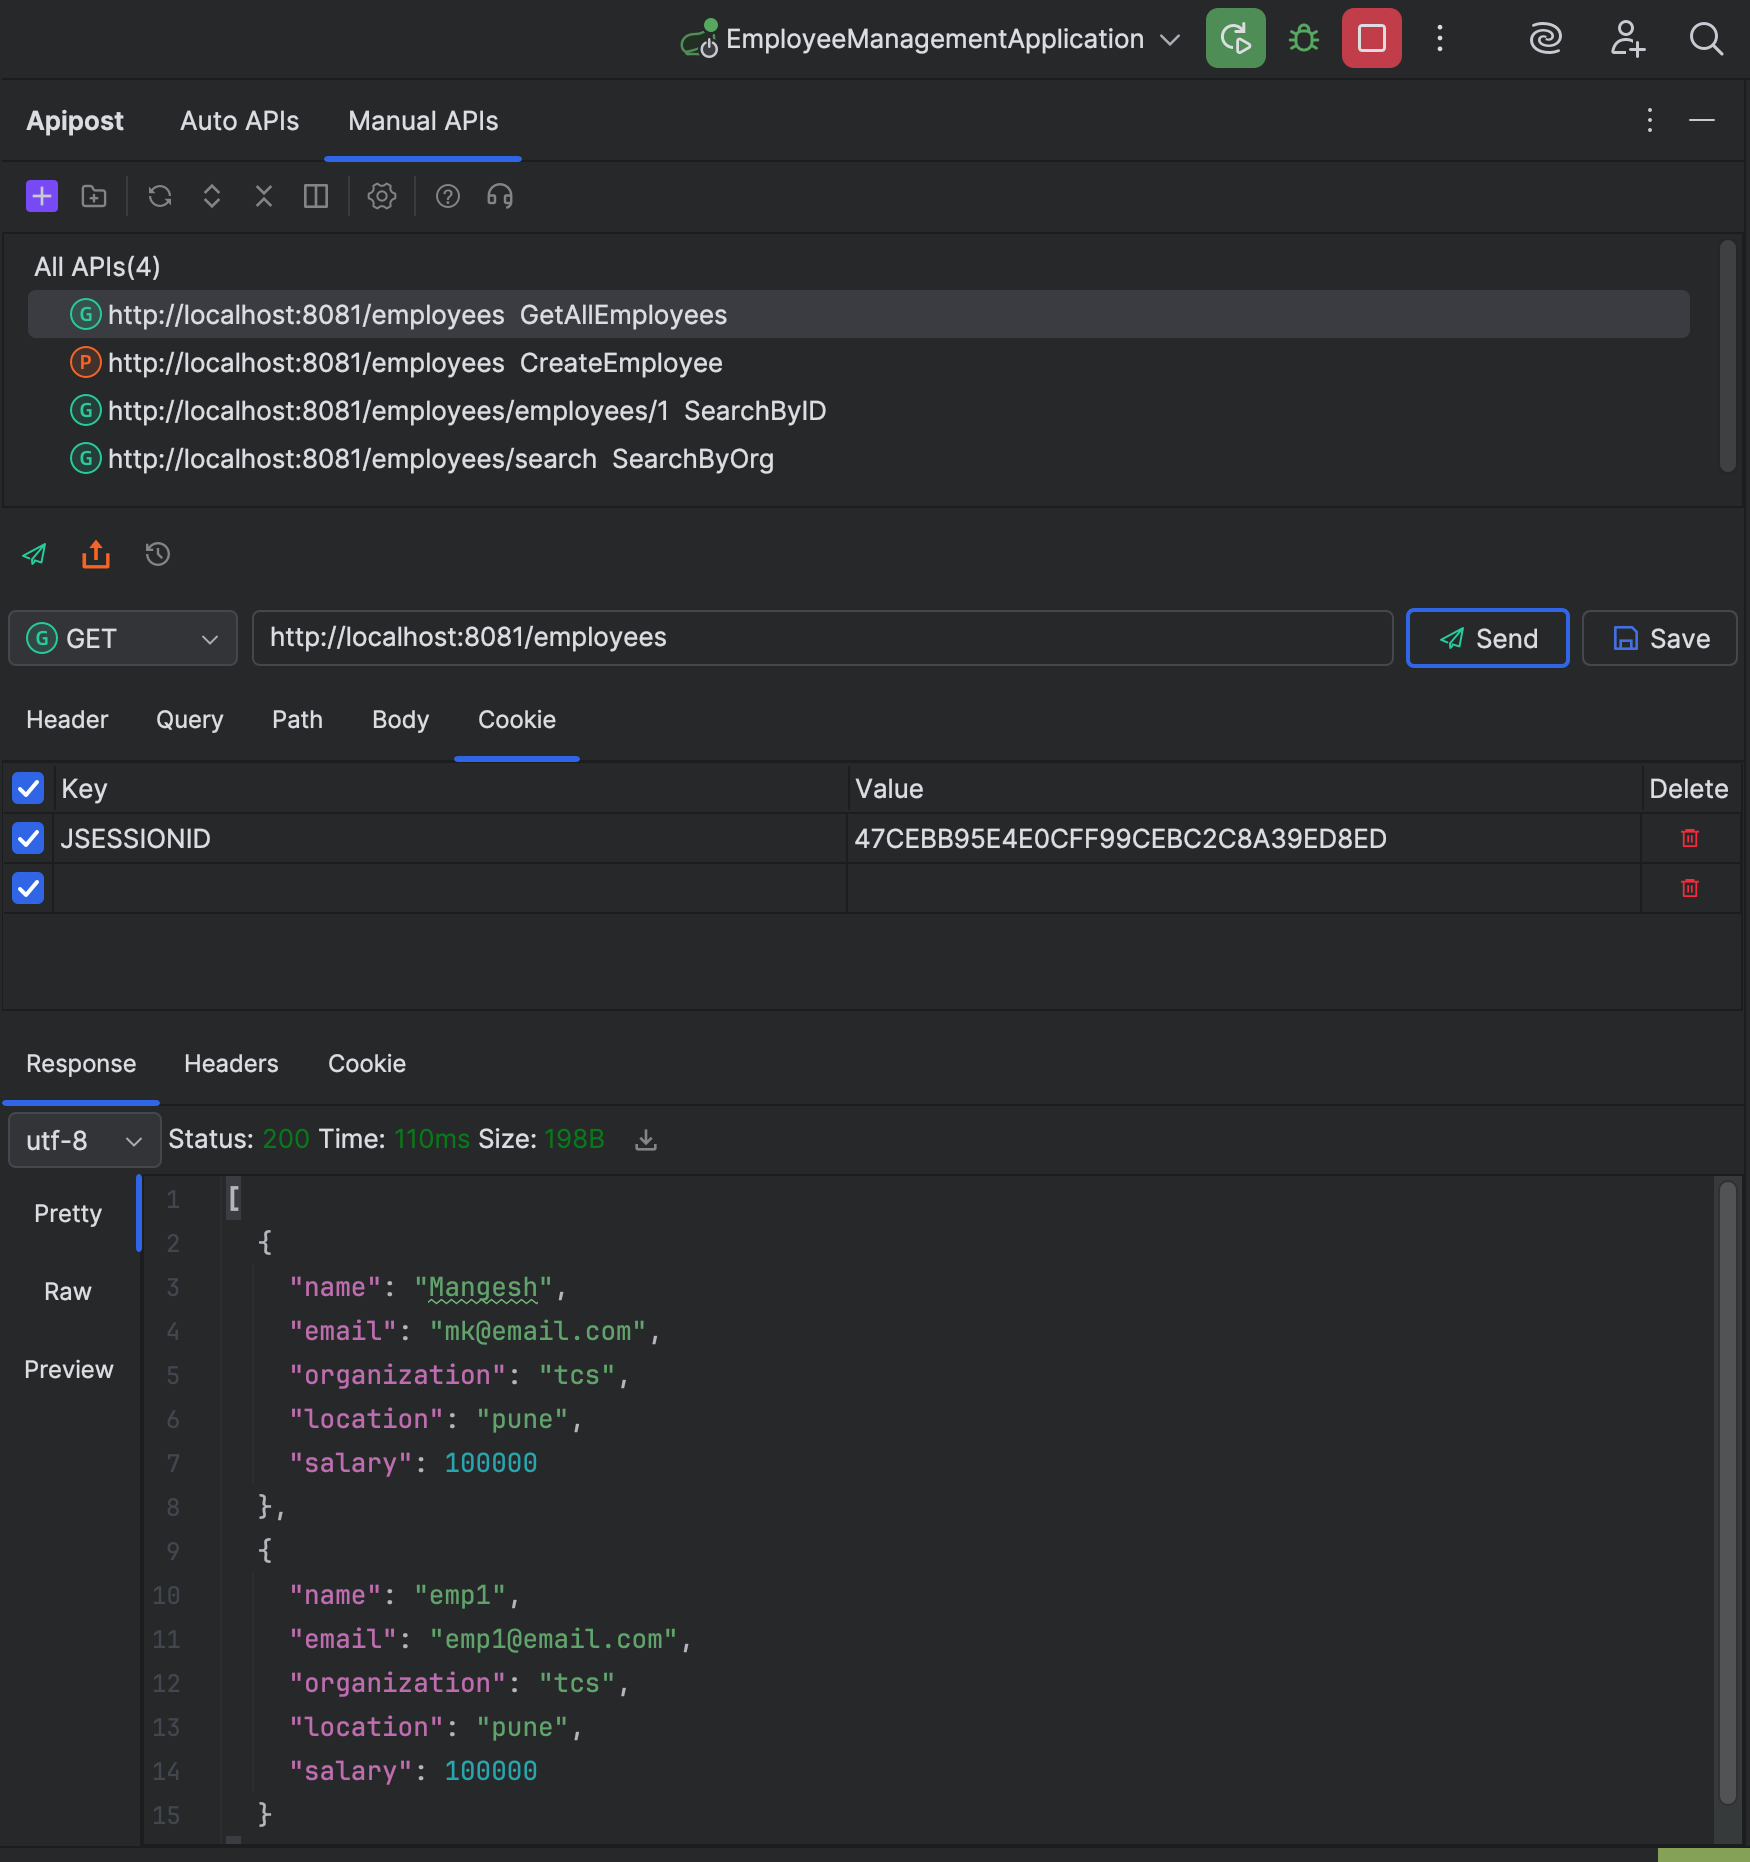 EmployeeManagementApplication
Apipost Auto APIs Manual APIs
All APIs(4)
G http://localhost:8081/employees GetAllEmployees
P http://localhost:8081/employees CreateEmployee
G http://localhost:8081/employees/employees/1 SearchByID
G http://localhost:8081/employees/search SearchByOrg
G GET http://localhost:8081/employees Send Save
Header Query Path Body Cookie
Key Value Delete
JSESSIONID 47CEBB95E4E0CFF99CEBC2C8A39ED8ED
Response Headers Cookie
utf-8 Status: 200 Time: 110ms Size: 198B
Pretty
Raw
Preview
1 [
2 {
3 "name": "Mangesh",
4 "email": "mk@email.com",
5 "organization": "tcs",
6 "location": "pune",
7 "salary": 100000
8 },
9 {
10 "name": "emp1",
11 "email": "emp1@email.com",
12 "organization": "tcs",
13 "location": "pune",
14 "salary": 100000
15 }